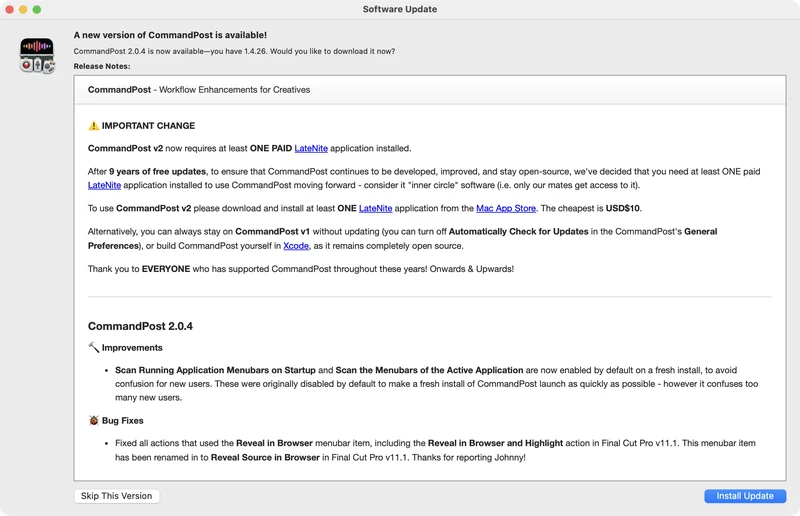 Software Update
A new version of CommandPost is available!
CommandPost 2.0.4 is now available—you have 1.4.26. Would you like to download it now?
Release Notes:
CommandPost - Workflow Enhancements for Creatives
⚠️ IMPORTANT CHANGE
CommandPost v2 now requires at least ONE PAID LateNite application installed.
After 9 years of free updates, to ensure that CommandPost continues to be developed, improved, and stay open-source, we've decided that you need at least ONE paid
LateNite application installed to use CommandPost moving forward - consider it "inner circle" software (i.e. only our mates get access to it).
To use CommandPost v2 please download and install at least ONE LateNite application from the Mac App Store. The cheapest is USD$10.
Alternatively, you can always stay on CommandPost v1 without updating (you can turn off Automatically Check for Updates in the CommandPost's General
Preferences), or build CommandPost yourself in Xcode, as it remains completely open source.
Thank you to EVERYONE who has supported CommandPost throughout these years! Onwards & Upwards!
CommandPost 2.0.4
🔨 Improvements
• Scan Running Application Menubars on Startup and Scan the Menubars of the Active Application are now enabled by default on a fresh install, to avoid
confusion for new users. These were originally disabled by default to make a fresh install of CommandPost launch as quickly as possible - however it confuses too
many new users.
🐞 Bug Fixes
• Fixed all actions that used the Reveal in Browser menubar item, including the Reveal in Browser and Highlight action in Final Cut Pro v11.1. This menubar item
has been renamed in to Reveal Source in Browser in Final Cut Pro v11.1. Thanks for reporting Johnny!
Skip This Version
Install Update